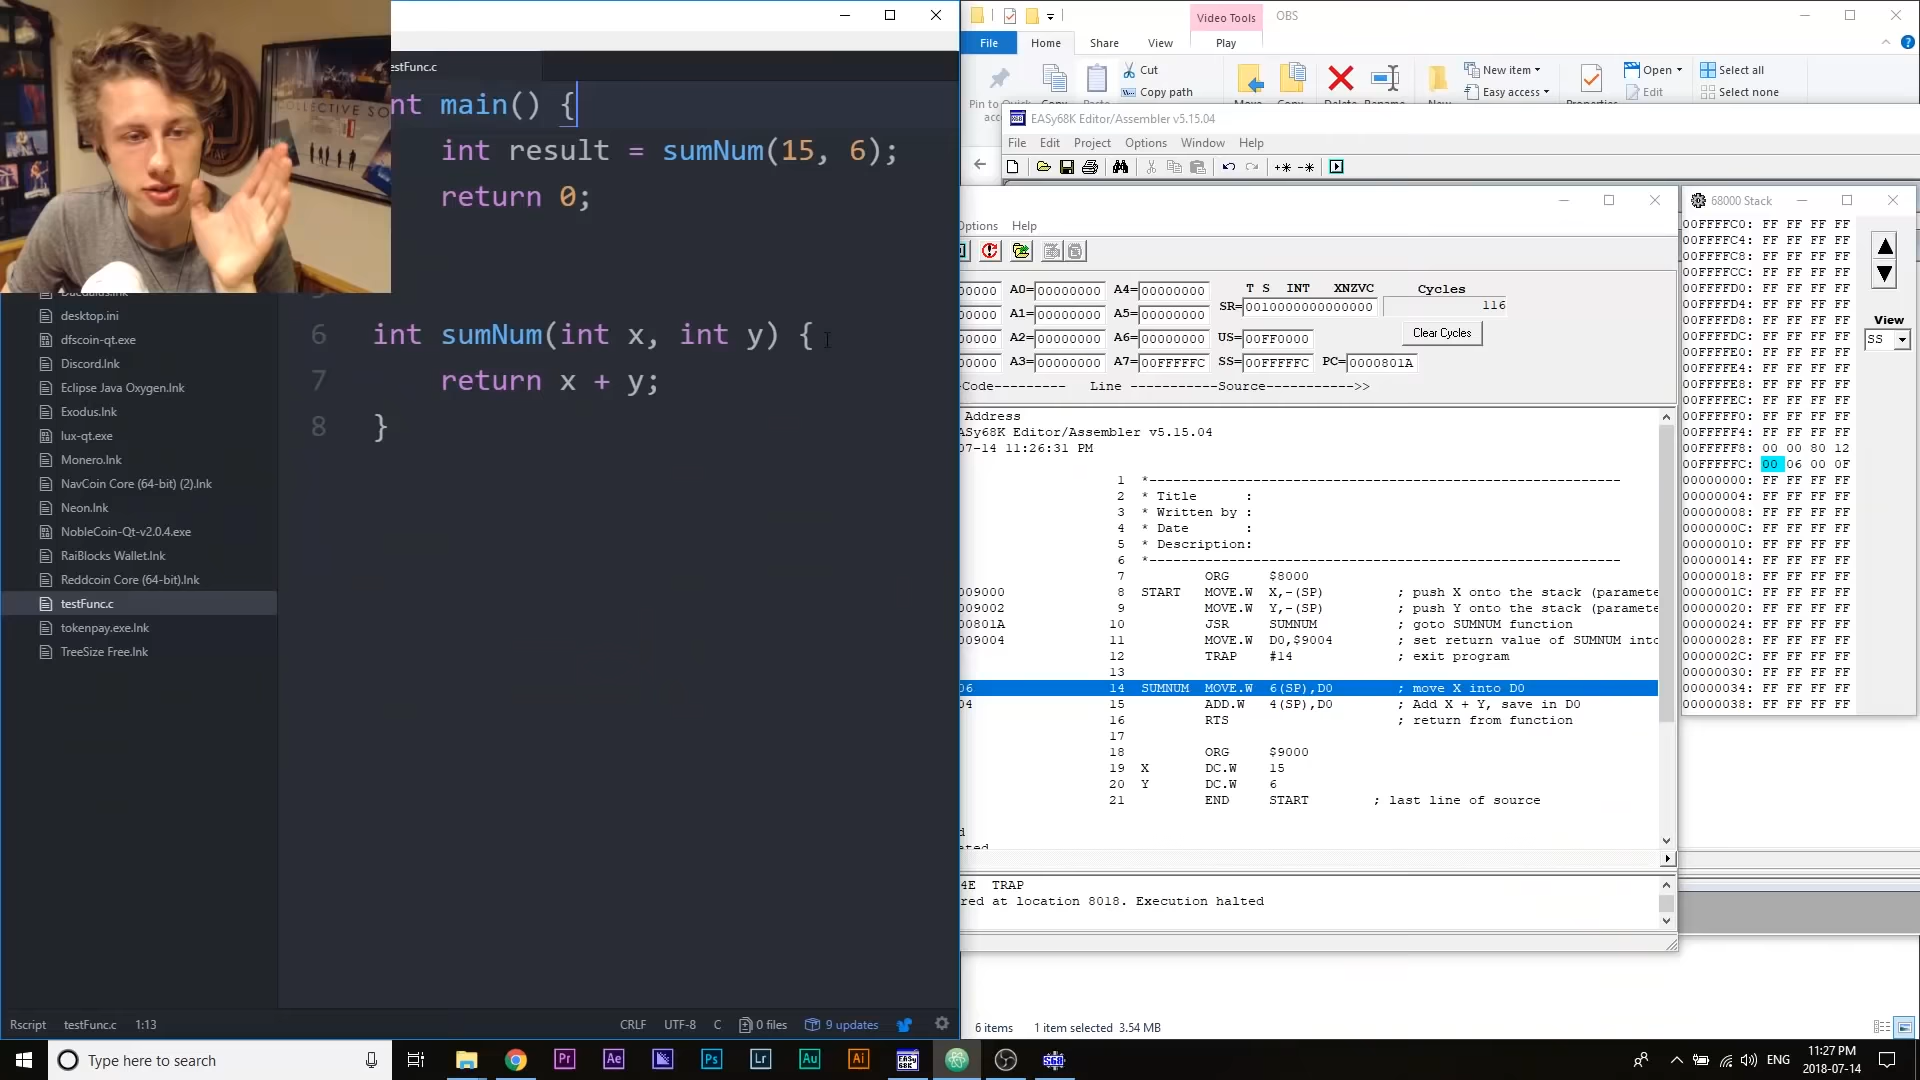 COLLECTIVE SO
estFunc.c
nt main() {
int result = sumNum(15, 6);
return 0;
6 int sumNum(int x, int y) {
7 return x + y;
8 }
desktop.ini
dfscoin-qt.exe
Discord.lnk
Eclipse Java Oxygen.lnk
Exodus.lnk
lux-qt.exe
Monero.lnk
NavCoin Core (64-bit) (2).lnk
Neon.lnk
NobleCoin-Qt-v2.0.4.exe
RaiBlocks Wallet.lnk
Reddcoin Core (64-bit).lnk
testFunc.c
tokenpay.exe.lnk
TreeSize Free.lnk
Rscript testFunc.c 1:13 CRLF UTF-8 C 0 files 9 updates
Video Tools OBS
File Home Share View Play
Cut
Copy path
New item
Easy access
Open
Edit
Select all
Select none
EASy68K Editor/Assembler v5.15.04
File Edit Project Options Window Help
ptions Help
T S INT XNZVC Cycles
00000 A0=00000000 A4=00000000 SR=0010000000000000 116
00000 A1=00000000 A5=00000000 Clear Cycles
00000 A2=00000000 A6=00000000 US=00FF0000
00000 A3=00000000 A7=00FFFFFC SS=00FFFFFC PC=0000801A
-Code--------- Line -----------Source------------>>
Address
ASy68K Editor/Assembler v5.15.04
07-14 11:26:31 PM
1 *-----------------------------------------------------------
2 * Title :
3 * Written by :
4 * Date :
5 * Description:
6 *-----------------------------------------------------------
7 ORG $8000
009000 8 START MOVE.W X,-(SP) ; push X onto the stack (paramete
009002 9 MOVE.W Y,-(SP) ; push Y onto the stack (paramete
00801A 10 JSR SUMNUM ; goto SUMNUM function
009004 11 MOVE.W D0,$9004 ; set return value of SUMNUM into
12 TRAP #14 ; exit program
13
06 14 SUMNUM MOVE.W 6(SP),D0 ; move X into D0
04 15 ADD.W 4(SP),D0 ; Add X + Y, save in D0
16 RTS ; return from function
17
18 ORG $9000
19 X DC.W 15
20 Y DC.W 6
21 END START ; last line of source
4E TRAP
red at location 8018. Execution halted
68000 Stack
00FFFFC0: FF FF FF FF
00FFFFC4: FF FF FF FF
00FFFFC8: FF FF FF FF
00FFFFCC: FF FF FF FF
00FFFFD0: FF FF FF FF
00FFFFD4: FF FF FF FF
00FFFFD8: FF FF FF FF
00FFFFDC: FF FF FF FF
00FFFFE0: FF FF FF FF
00FFFFE4: FF FF FF FF
00FFFFE8: FF FF FF FF
00FFFFEC: FF FF FF FF
00FFFFF0: FF FF FF FF
00FFFFF4: FF FF FF FF
00FFFFF8: 00 00 80 12
00FFFFFC: 00 06 00 0F
00000000: FF FF FF FF
00000004: FF FF FF FF
00000008: FF FF FF FF
0000000C: FF FF FF FF
00000010: FF FF FF FF
00000014: FF FF FF FF
00000018: FF FF FF FF
0000001C: FF FF FF FF
00000020: FF FF FF FF
00000024: FF FF FF FF
00000028: FF FF FF FF
0000002C: FF FF FF FF
00000030: FF FF FF FF
00000034: FF FF FF FF
00000038: FF FF FF FF
View
SS
6 items 1 item selected 3.54 MB
Type here to search
Pr Ae Ps Lr Au Ai
ENG
11:27 PM
2018-07-14